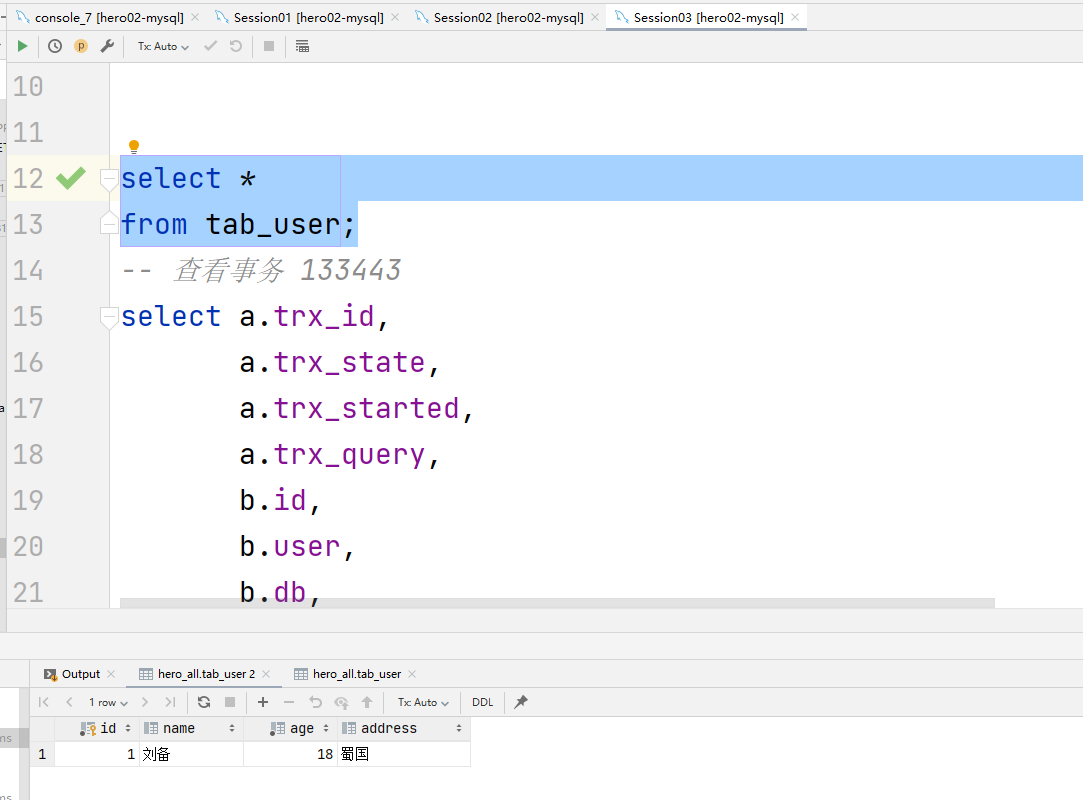 console_7 [hero02-mysql] Session01 [hero02-mysql] Session02 [hero02-mysql] Session03 [hero02-mysql]
Tx: Auto
10
11
12 select *
13 from tab_user;
14 -- 查看事务 133443
15 select a.trx_id,
16 a.trx_state,
17 a.trx_started,
18 a.trx_query,
19 b.id,
20 b.user,
21 b.db,
Output hero_all.tab_user 2 hero_all.tab_user
1 row Tx: Auto DDL
id name age address
1 1 刘备 18 蜀国